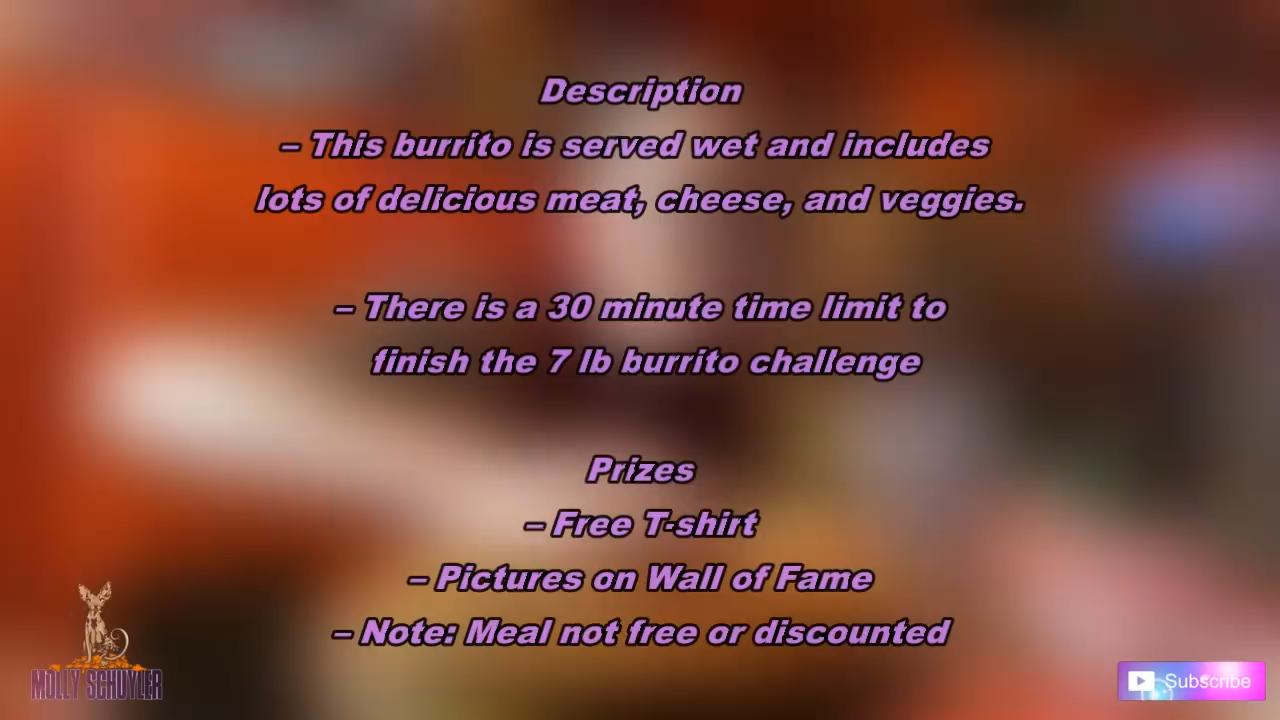 Description
– This burrito is served wet and includes
lots of delicious meat, cheese, and veggies.
– There is a 30 minute time limit to
finish the 7 lb burrito challenge
Prizes
– Free T-shirt
– Pictures on Wall of Fame
– Note: Meal not free or discounted
MOLLY SCHUYLER
Subscribe